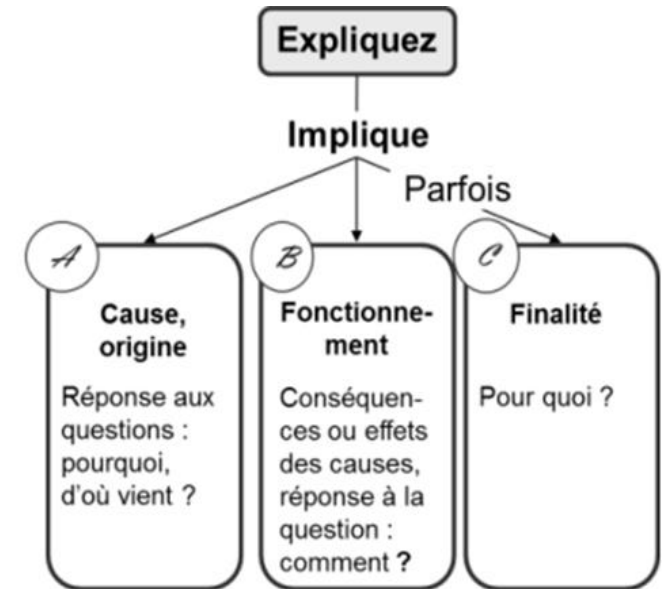 Expliquez
Implique
Parfois
A
Cause,
origine
Réponse aux
questions :
pourquoi,
d'où vient ?
B
Fonctionne-
ment
Conséquen-
ces ou effets
des causes,
réponse à la
question :
comment ?
C
Finalité
Pour quoi ?